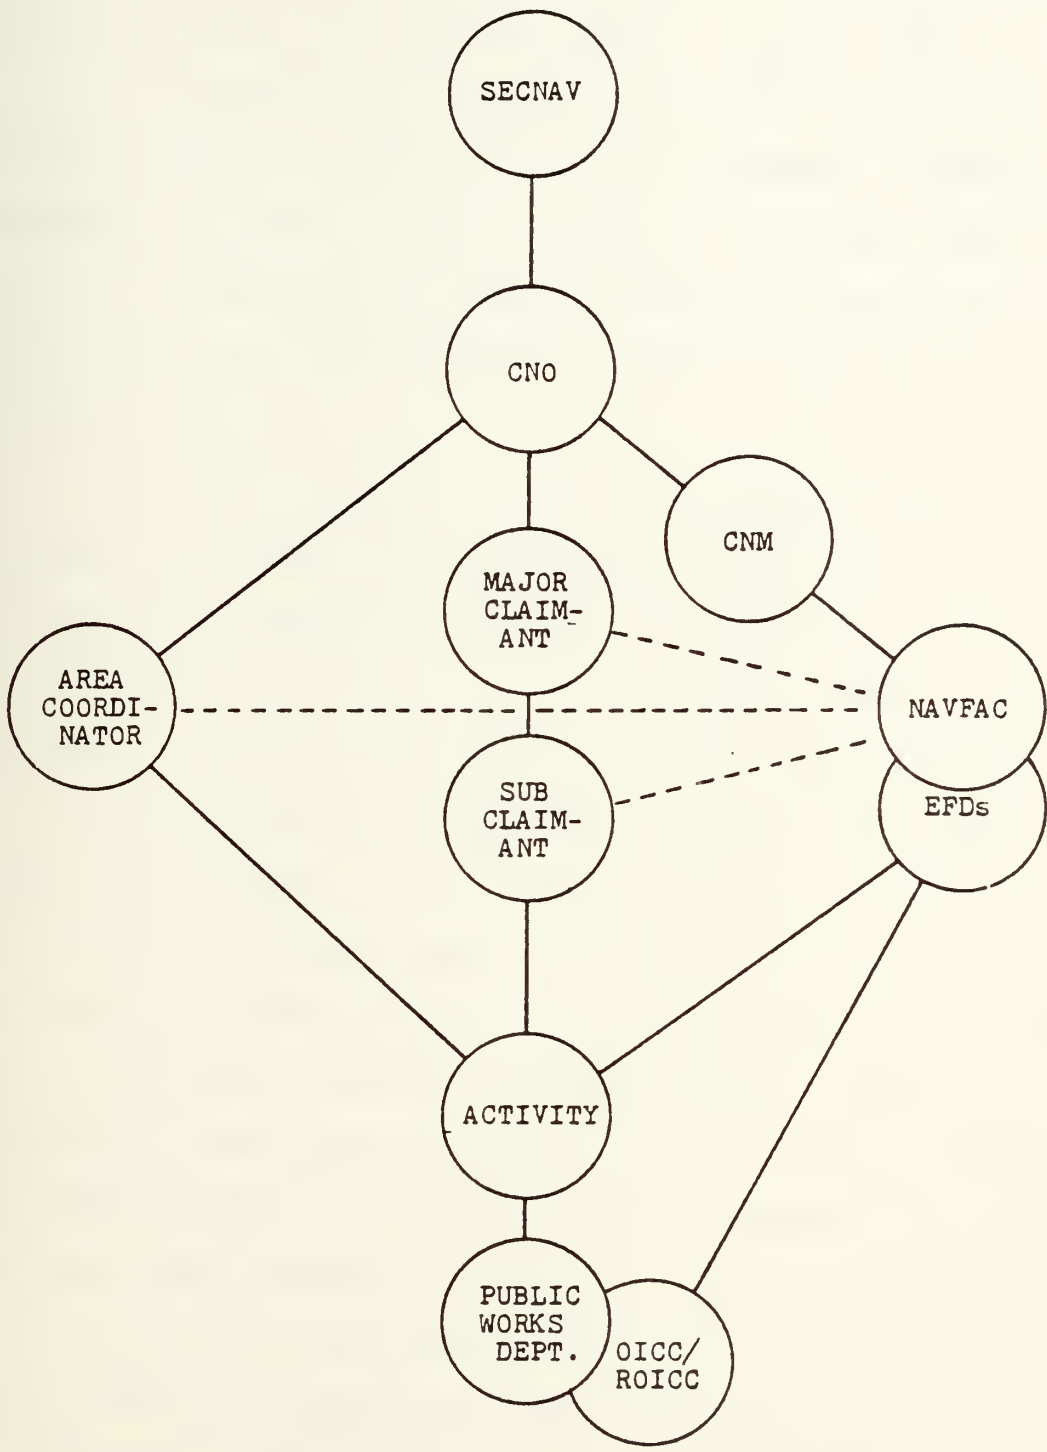 SECNAV
CNO
CNM
MAJOR
CLAIM-
ANT
AREA
COORDI-
NATOR
NAVFAC
SUB
CLAIM-
ANT
EFDs
ACTIVITY
PUBLIC
WORKS
DEPT.
OICC/
ROICC